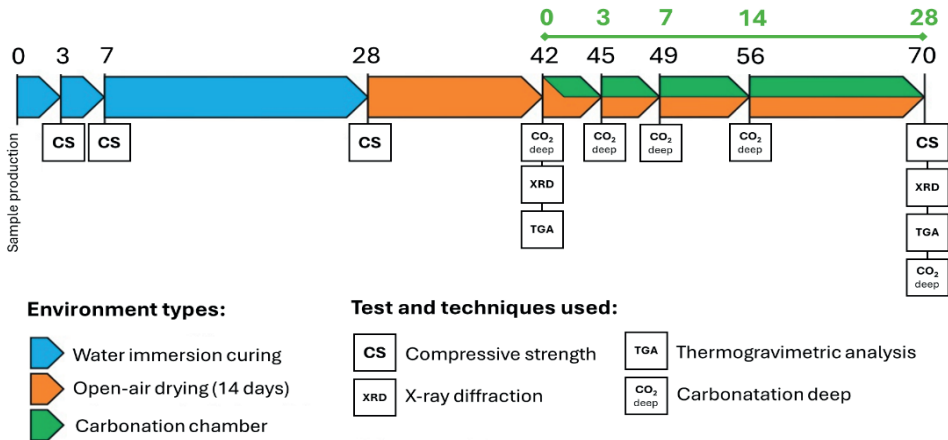 0 3 7 14 28
0 3 7 28 42 45 49 56 70
Sample production
CS CS CS CO₂ deep CO₂ deep CO₂ deep CO₂ deep CS
XRD XRD
TGA TGA
CO₂ deep
Environment types:
Water immersion curing
Open-air drying (14 days)
Carbonation chamber
Test and techniques used:
CS Compressive strength
XRD X-ray diffraction
TGA Thermogravimetric analysis
CO₂ deep Carbonatation deep